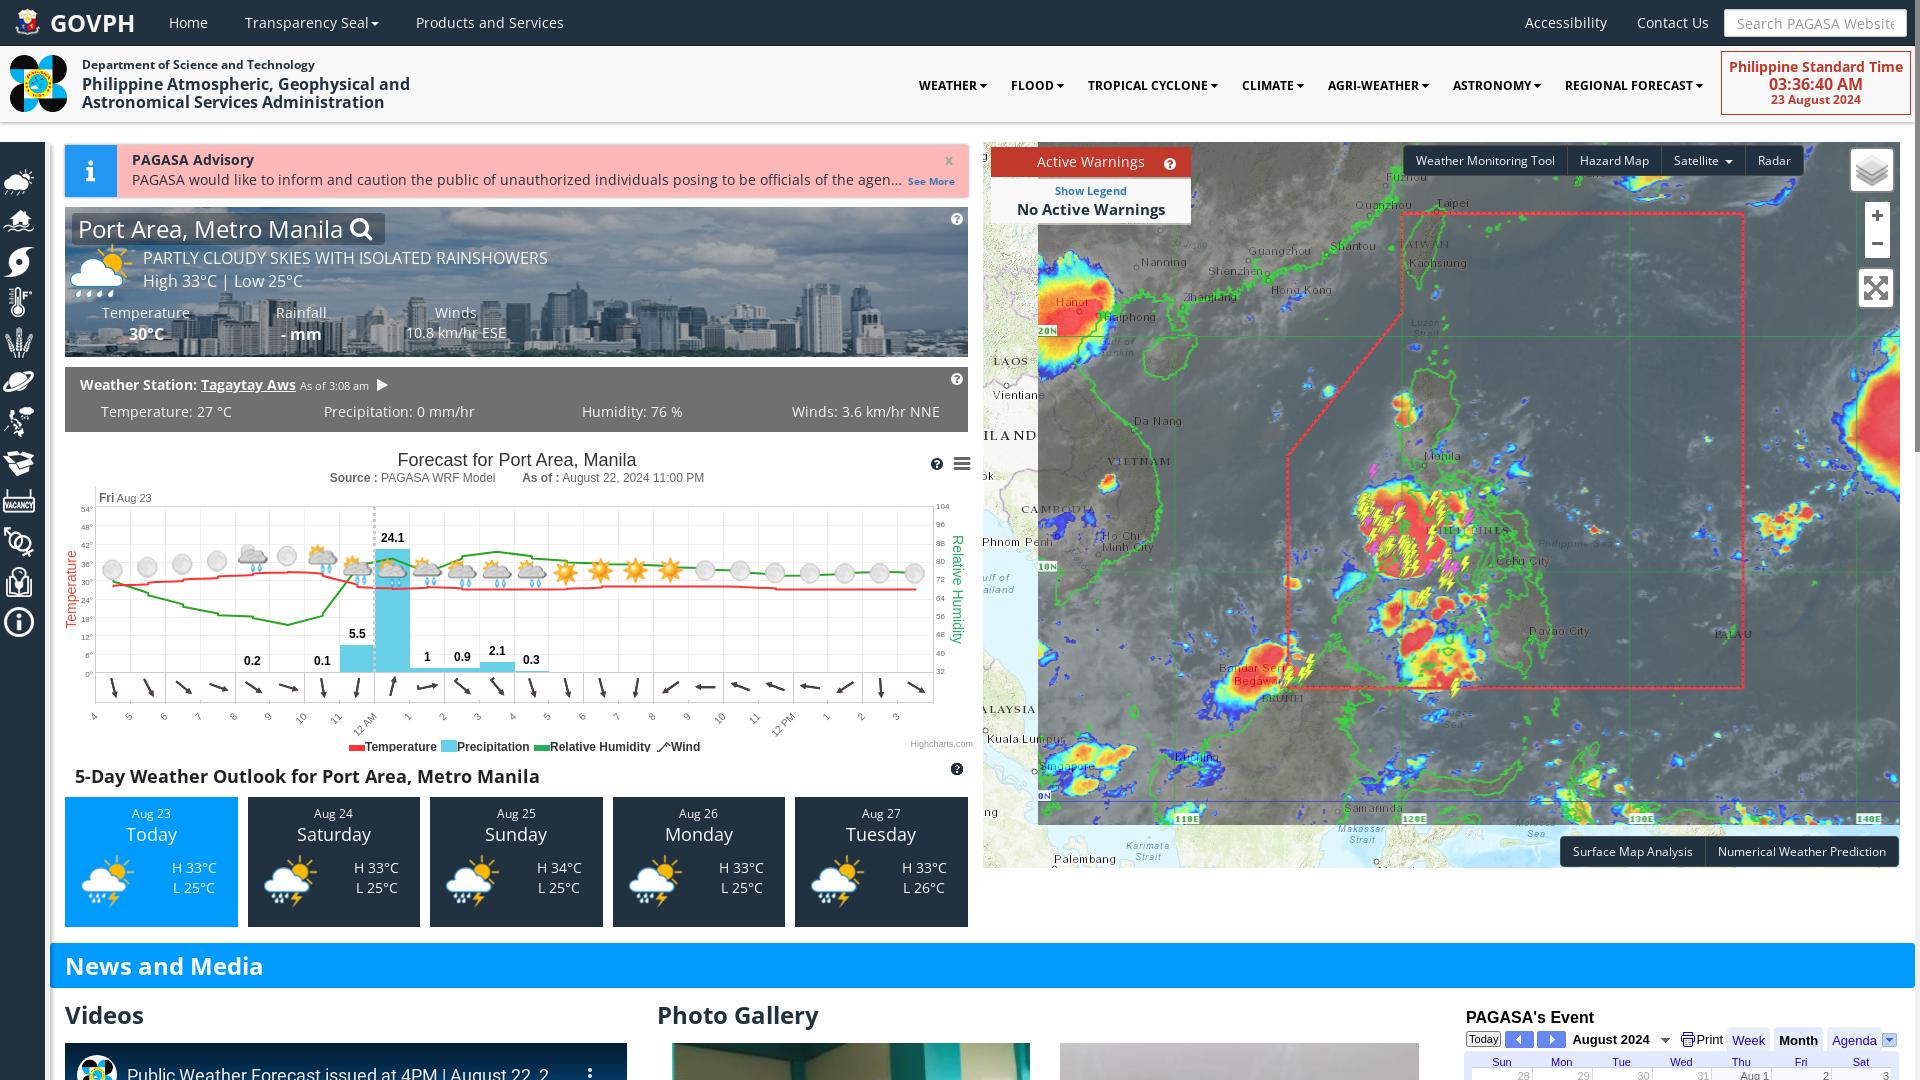 GOVPH
Home
Transparency Seal
Products and Services
Accessibility
Contact Us
Search PAGASA Website
Department of Science and Technology
Philippine Atmospheric, Geophysical and
Astronomical Services Administration
WEATHER
FLOOD
TROPICAL CYCLONE
CLIMATE
AGRI-WEATHER
ASTRONOMY
REGIONAL FORECAST
Philippine Standard Time
03:36:40 AM
23 August 2024
PAGASA Advisory
x
PAGASA would like to inform and caution the public of unauthorized individuals posing to be officials of the agen...
See More
Port Area, Metro Manila
PARTLY CLOUDY SKIES WITH ISOLATED RAINSHOWERS
High 33°C | Low 25°C
Temperature
Rainfall
Winds
30°C
- mm
10.8 km/hr ESE
Weather Station: Tagaytay Aws As of 3:08 am
Temperature: 27 °C
Precipitation: 0 mm/hr
Humidity: 76 %
Winds: 3.6 km/hr NNE
Forecast for Port Area, Manila
Source : PAGASA WRF Model
As of : August 22, 2024 11:00 PM
Fri Aug 23
Temperature
54°
48°
42°
36°
30°
24°
18°
12°
6°
0°
0.2
0.1
5.5
24.1
1
0.9
2.1
0.3
104
96
88
80
72
64
56
48
40
32
Relative Humidity
4
5
6
7
8
9
10
11
12 AM
1
2
3
4
5
6
7
8
9
10
11
12 PM
1
2
3
Temperature
Precipitation
Relative Humidity
Wind
Highcharts.com
5-Day Weather Outlook for Port Area, Metro Manila
Aug 23
Today
H 33°C
L 25°C
Aug 24
Saturday
H 33°C
L 25°C
Aug 25
Sunday
H 34°C
L 25°C
Aug 26
Monday
H 33°C
L 25°C
Aug 27
Tuesday
H 33°C
L 26°C
VACANCY
Active Warnings
Show Legend
No Active Warnings
Weather Monitoring Tool
Hazard Map
Satellite
Radar
+
−
Fuzhou
Quanzhou
Taipei
Guangzhou
Shantou
TAIWAN
Nanning
Shenzhen
Kaohsiung
Zhanjiang
Hong Kong
Hanoi
Haiphong
Luzon
Strait
20N
LAOS
Vientiane
Da Nang
VIETNAM
Manila
CAMBODIA
Phnom Penh
Ho Chi
Minh City
PHILIPPINES
Philippine Sea
Cebu City
10N
Davao City
PALAU
Bandar Seri
Begawan
BRUNEI
Kuala Lumpur
Singapore
Kuching
0N
Samarinda
110E
120E
130E
140E
Makassar
Strait
Molucca
Sea
Karimata
Strait
Palembang
Surface Map Analysis
Numerical Weather Prediction
News and Media
Videos
Photo Gallery
PAGASA's Event
Today
August 2024
Print
Week
Month
Agenda
Sun
Mon
Tue
Wed
Thu
Fri
Sat
28
29
30
31
Aug 1
2
3
Public Weather Forecast issued at 4PM | August 22, 2